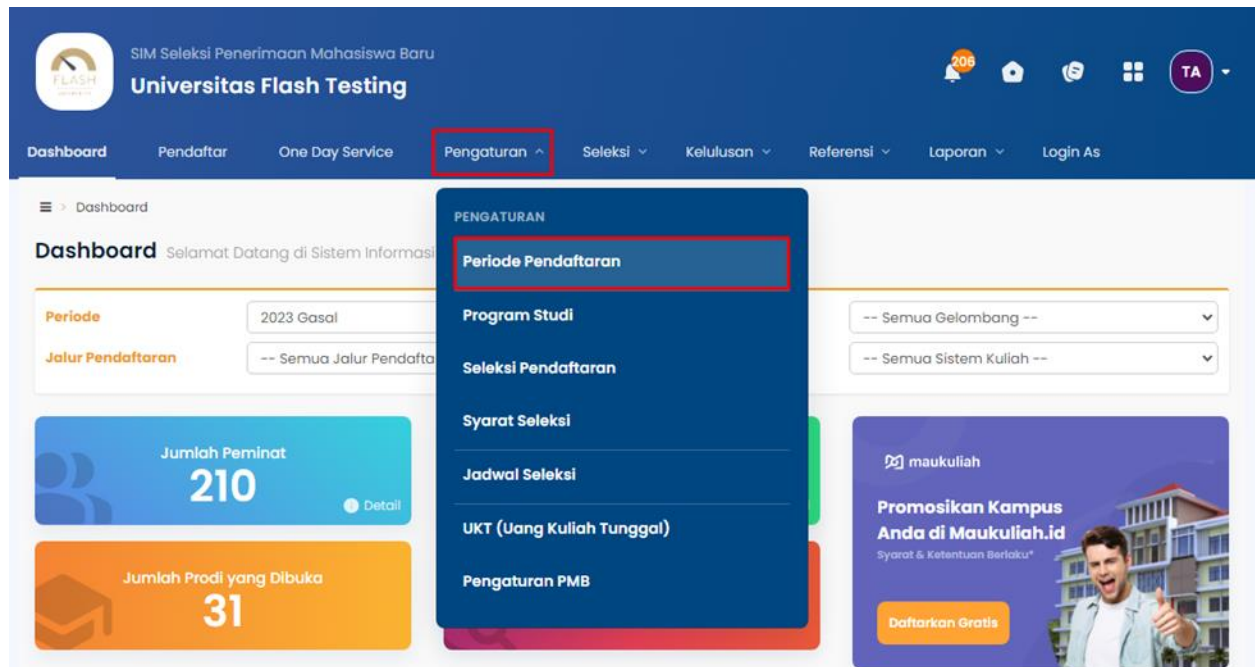 SIM Seleksi Penerimaan Mahasiswa Baru
FLASH
Universitas Flash Testing
206
TA
Dashboard Pendaftar One Day Service Pengaturan Seleksi Kelulusan Referensi Laporan Login As
Dashboard
Dashboard Selamat Datang di Sistem Informasi
Periode 2023 Gasal
Jalur Pendaftaran -- Semua Jalur Pendafta
PENGATURAN
Periode Pendaftaran
Program Studi
Seleksi Pendaftaran
Syarat Seleksi
Jadwal Seleksi
UKT (Uang Kuliah Tunggal)
Pengaturan PMB
-- Semua Gelombang --
-- Semua Sistem Kuliah --
Jumlah Peminat
210
Detail
Jumlah Prodi yang Dibuka
31
maukuliah
Promosikan Kampus
Anda di Maukuliah.id
Syarat & Ketentuan Berlaku*
Daftarkan Gratis